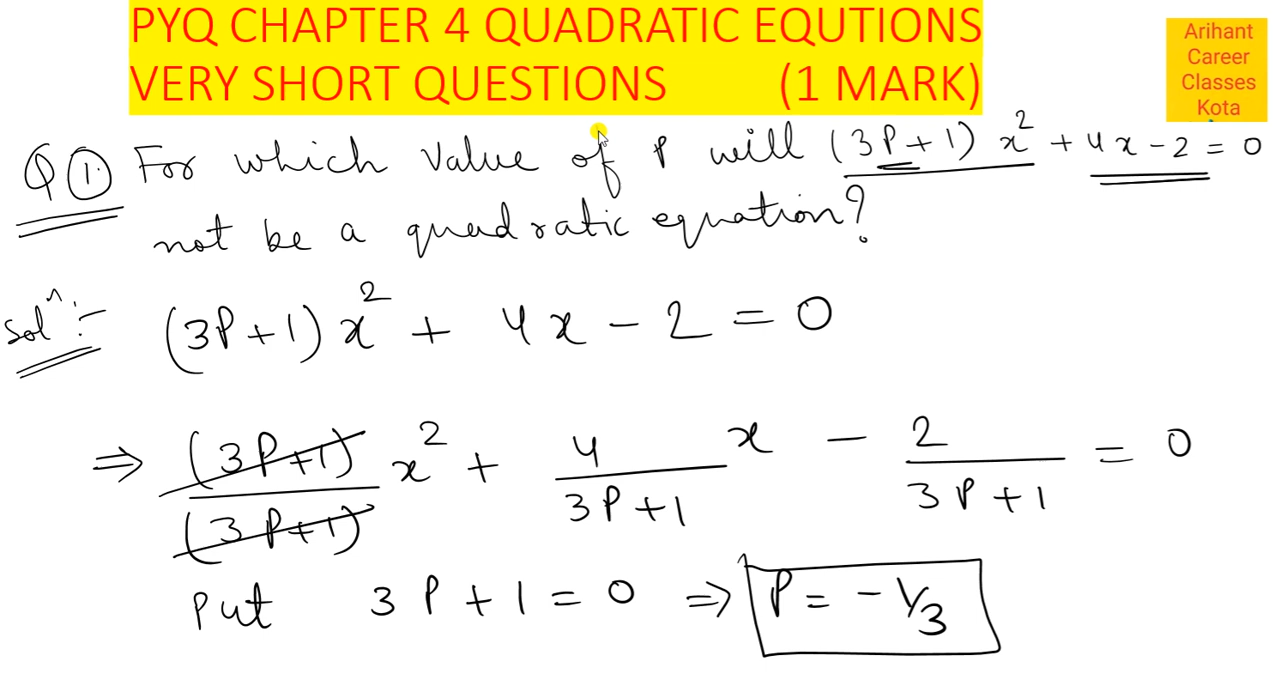 PYQ CHAPTER 4 QUADRATIC EQUTIONS
VERY SHORT QUESTIONS (1 MARK)
Arihant
Career
Classes
Kota
Q ①. For which value of P will (3P+1) x² + 4x - 2 = 0
not be a quadratic equation?
Solⁿ:- (3P+1) x² + 4x - 2 = 0
⇒ (3P+1)/(3P+1) x² + 4/(3P+1) x - 2/(3P+1) = 0
Put 3P + 1 = 0 ⇒ P = - 1/3